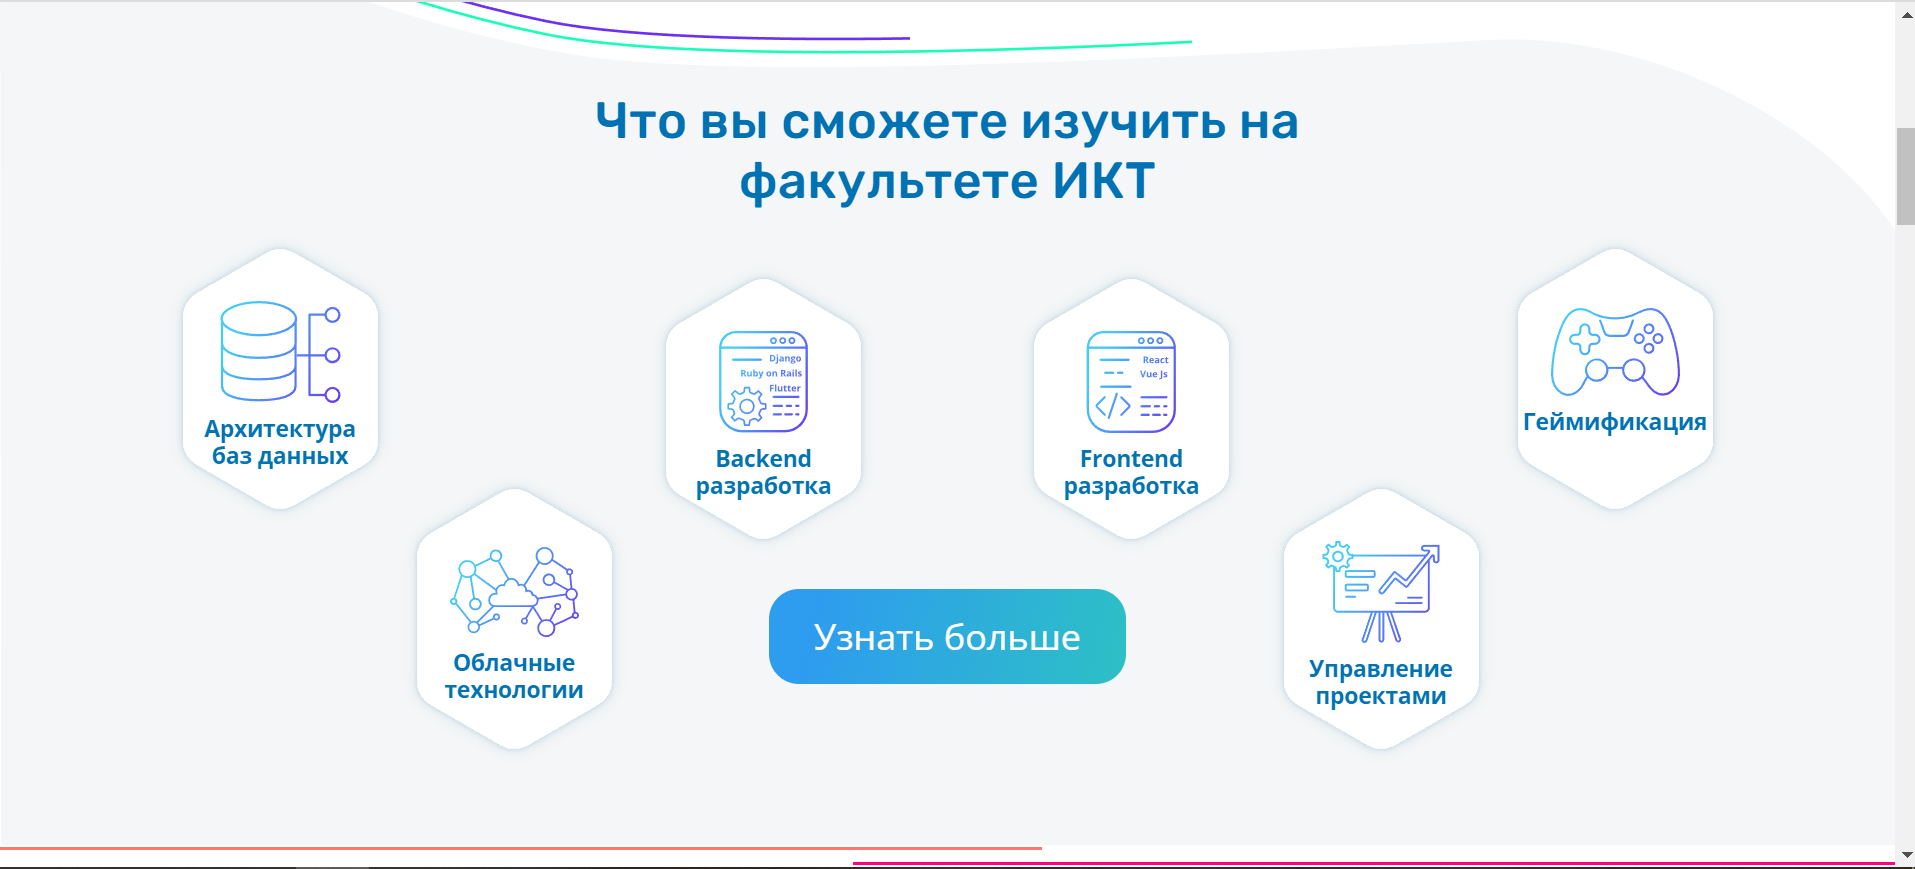 Что вы сможете изучить на
факультете ИКТ
Архитектура
баз данных
Django
Ruby on Rails
Flutter
Backend
разработка
React
Vue Js
Frontend
разработка
Геймификация
Облачные
технологии
Узнать больше
Управление
проектами